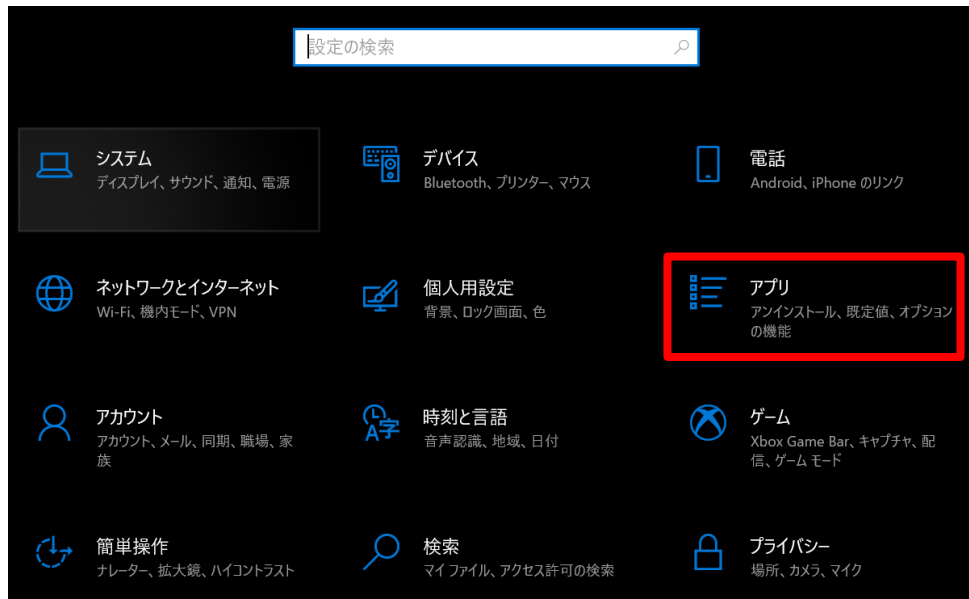 設定の検索
システム
ディスプレイ、サウンド、通知、電源
デバイス
Bluetooth、プリンター、マウス
電話
Android、iPhone のリンク
ネットワークとインターネット
Wi-Fi、機内モード、VPN
個人用設定
背景、ロック画面、色
アプリ
アンインストール、既定値、オプション
の機能
アカウント
アカウント、メール、同期、職場、家
族
時刻と言語
音声認識、地域、日付
ゲーム
Xbox Game Bar、キャプチャ、配
信、ゲーム モード
簡単操作
ナレーター、拡大鏡、ハイコントラスト
検索
マイ ファイル、アクセス許可の検索
プライバシー
場所、カメラ、マイク